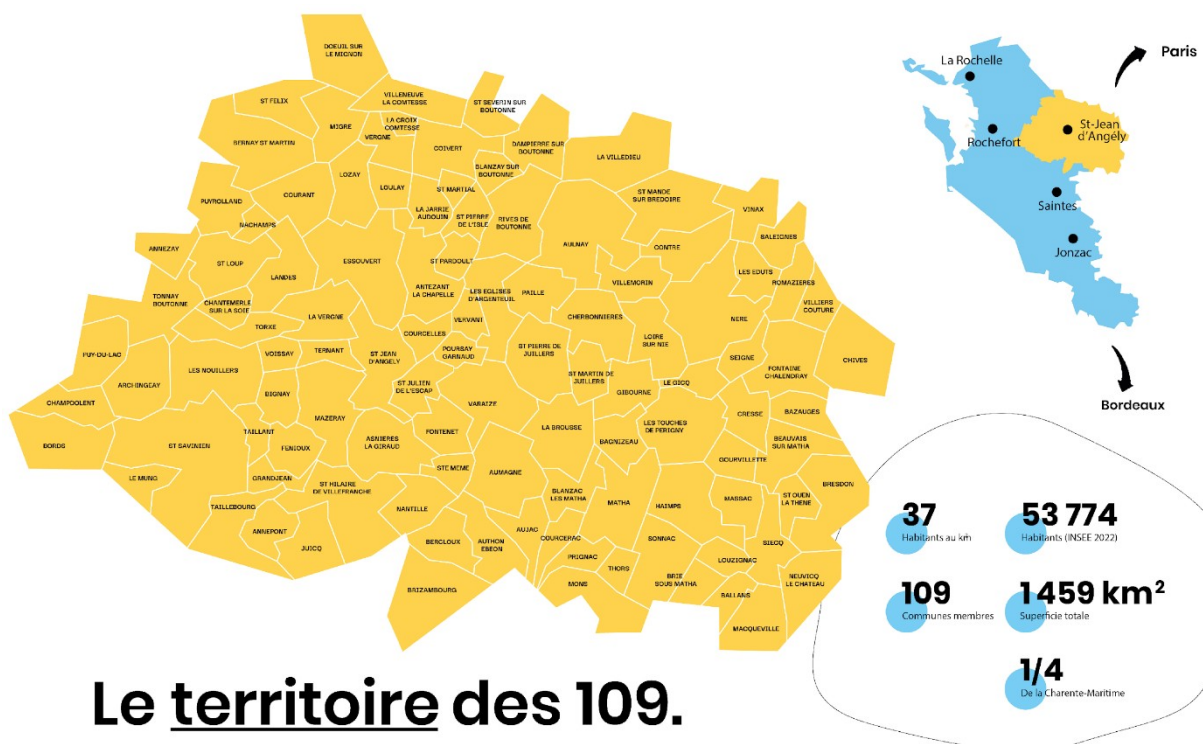 DOEUIL SUR
LE MIGNON
ST FELIX
VILLENEUVE
LA COMTESSE
ST SEVERIN SUR
BOUTONNE
MIGRE
LA CROIX
COMTESSE
VERGNE
BERNAY ST MARTIN
COIVERT
DAMPIERRE SUR
BOUTONNE
LA VILLEDIEU
BLANZAY SUR
BOUTONNE
LOZAY
LOULAY
ST MARTIAL
COURANT
PUYROLLAND
ST MANDE
SUR BREDOIRE
LA JARRIE
AUDOUIN
ST PIERRE
DE L'ISLE
RIVES DE
BOUTONNE
VINAX
NACHAMPS
BALEIGNES
ANNEZAY
AULNAY
CONTRE
ST LOUP
ESSOUVERT
ST PARDOULT
LANDES
LES EDUTS
ROMAZIERES
VILLEMORIN
ANTEZANT
LA CHAPELLE
LES EGLISES
D'ARGENTEUIL
PAILLE
TONNAY
BOUTONNE
CHANTEMERLE
SUR LA SOIE
VILLIERS
COUTURE
LA VERGNE
CHERBONNIERES
NERE
VERVANT
TORXE
COURCELLES
LOIRE
SUR NIE
PUY-DU-LAC
VOISSAY
TERNANT
ST JEAN
D'ANGELY
POURSAY
GARNAUD
ST PIERRE DE
JUILLERS
SEIGNE
CHIVES
LES NOUILLERS
FONTAINE
CHALENDRAY
ARCHINGEAY
ST MARTIN DE
JUILLERS
ST JULIEN
DE L'ESCAP
LE GICQ
GIBOURNE
BIGNAY
CHAMPDOLENT
VARAIZE
CRESSE
BAZAUGES
MAZERAY
LA BROUSSE
LES TOUCHES
DE PERIGNY
TAILLANT
FONTENET
BORDS
ST SAVINIEN
ASNIERES
LA GIRAUD
BAGNIZEAU
BEAUVAIS
SUR MATHA
FENIOUX
GOURVILLETTE
STE MEME
AUMAGNE
LE MUNG
GRANDJEAN
ST HILAIRE
DE VILLEFRANCHE
BRESDON
BLANZAC
LES MATHA
MASSAC
ST OUEN
LA THENE
TAILLEBOURG
NANTILLE
MATHA
HAIMPS
ANNEPONT
AUJAC
JUICQ
BERCLOUX
AUTHON
EBEON
COURCERAC
SONNAC
SIECQ
PRIGNAC
LOUZIGNAC
THORS
BRIZAMBOURG
MONS
BRIE
SOUS MATHA
NEUVICQ
LE CHATEAU
BALLANS
MACQUEVILLE
Paris
La Rochelle
Rochefort
St-Jean
d'Angély
Saintes
Jonzac
Bordeaux
37
Habitants au km
53 774
Habitants (INSEE 2022)
109
Communes membres
1 459 km²
Superficie totale
1/4
De la Charente-Maritime
Le territoire des 109.